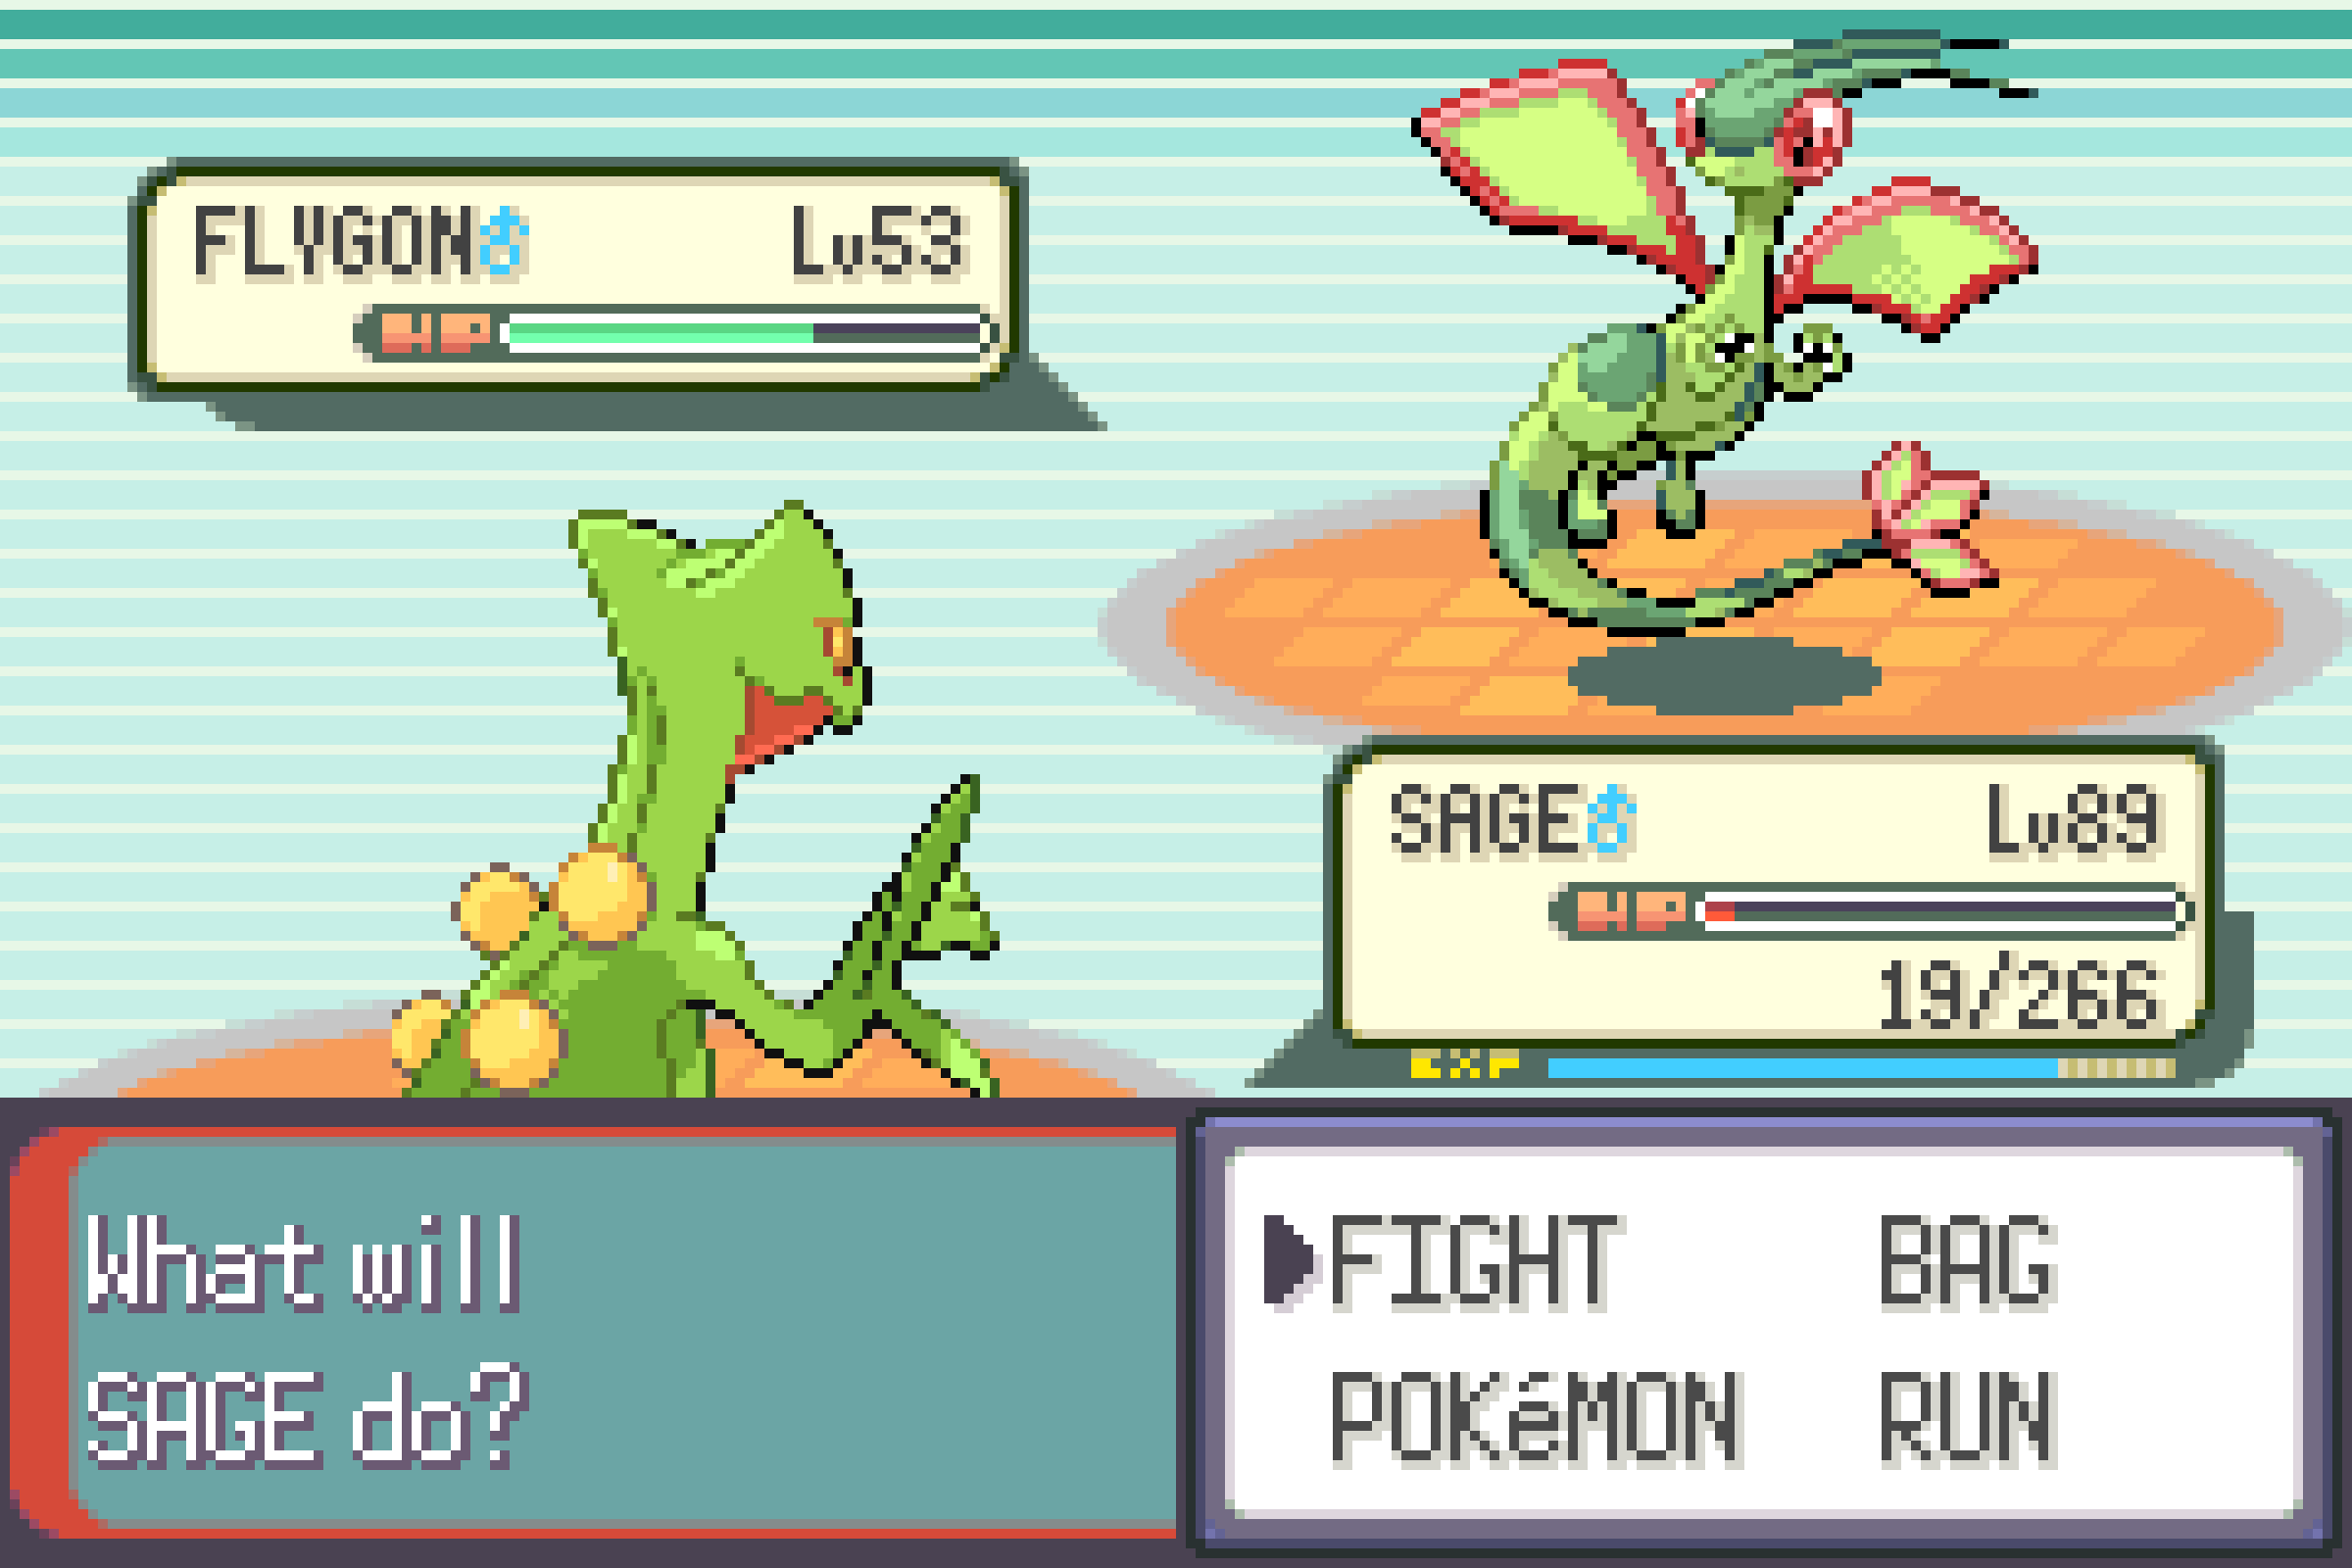 FLYGON♂ Lv53
HP
SAGE♂ Lv89
HP
19/266
EXP
What will
SAGE do?
FIGHT BAG
POKéMON RUN